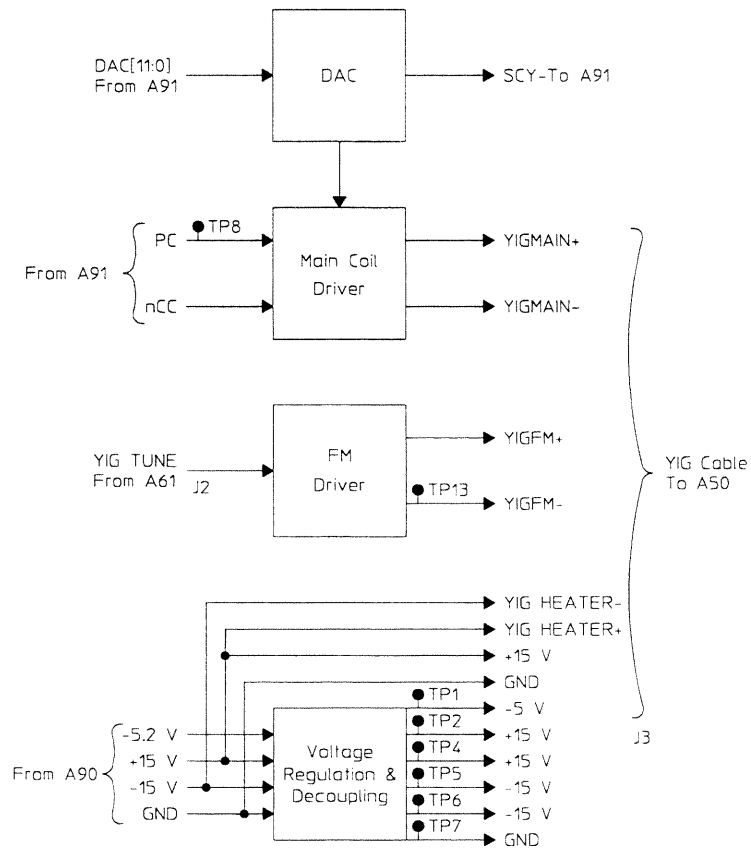 DAC[11:0]
From A91
DAC
SCY-To A91
TP8
PC
From A91
nCC
Main Coil
Driver
YIGMAIN+
YIGMAIN-
YIG TUNE
From A61
J2
FM
Driver
YIGFM+
TP13
YIGFM-
YIG Cable
To A50
YIG HEATER-
YIG HEATER+
+15 V
GND
TP1
-5 V
TP2
+15 V
TP4
+15 V
TP5
-15 V
TP6
-15 V
TP7
GND
J3
From A90
-5.2 V
+15 V
-15 V
GND
Voltage
Regulation &
Decoupling